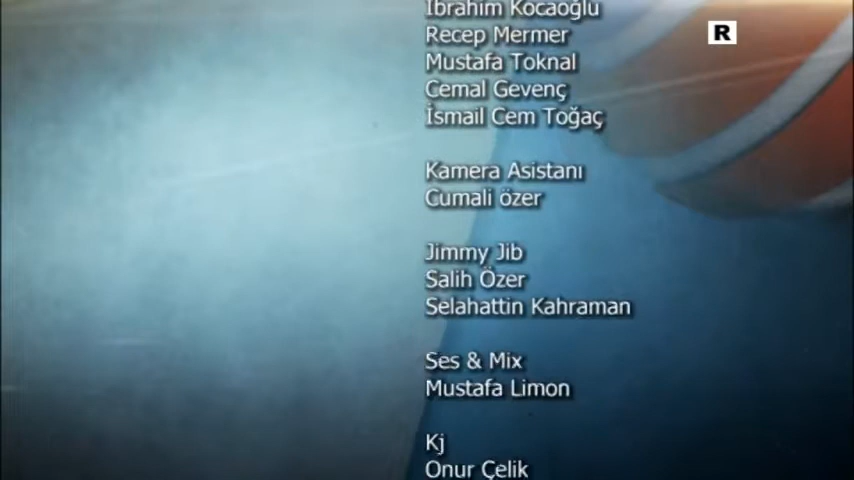 İbrahim Kocaoğlu
R
Recep Mermer
Mustafa Toknal
Cemal Gevenç
İsmail Cem Toğaç
Kamera Asistanı
Cumali özer
Jimmy Jib
Salih Özer
Selahattin Kahraman
Ses & Mix
Mustafa Limon
Kj
Onur Çelik